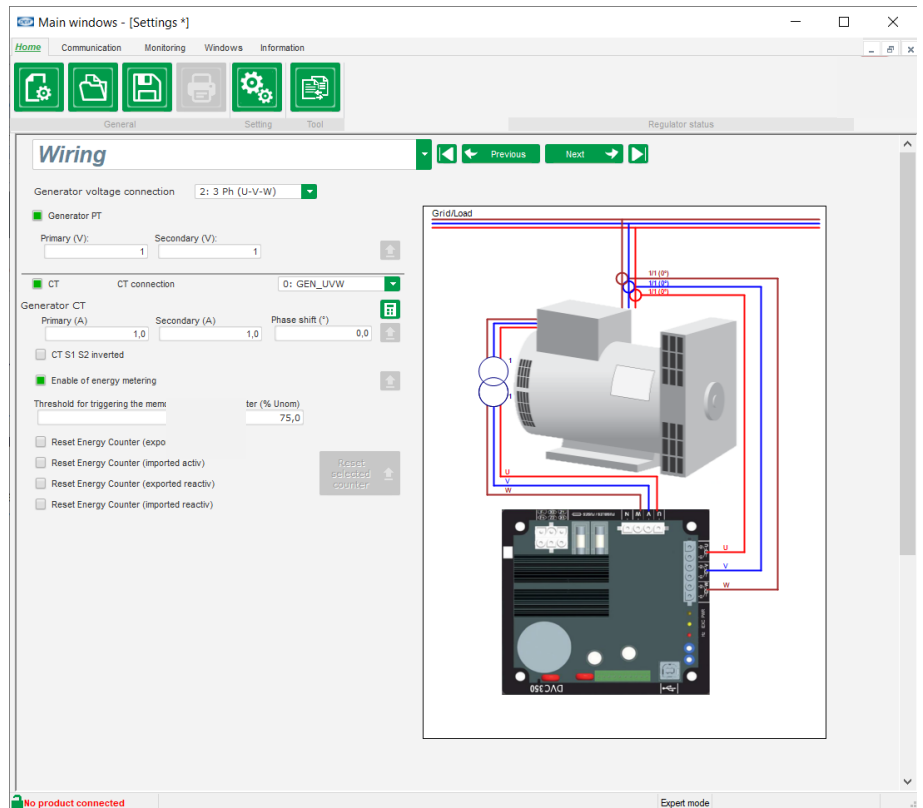 Main windows - [Settings *]
Home Communication Monitoring Windows Information
General Setting Tool Regulator status
Wiring
Previous Next
Generator voltage connection 2: 3 Ph (U-V-W)
Generator PT
Primary (V): Secondary (V):
1 1
CT CT connection 0: GEN_UVW
Generator CT
Primary (A) Secondary (A) Phase shift (°)
1,0 1,0 0,0
CT S1 S2 inverted
Enable of energy metering
Threshold for triggering the ter (% Unom)
75,0
Reset Energy Counter (expo
Reset Energy Counter (imported activ)
Reset Energy Counter (exported reactiv)
Reset Energy Counter (imported reactiv)
Reset
selected
counter
Grid/Load
1/1 (0°)
1/1 (0°)
1/1 (0°)
1
1
U
V
W
N W V U
U
V
W
DVC350
No product connected Expert mode